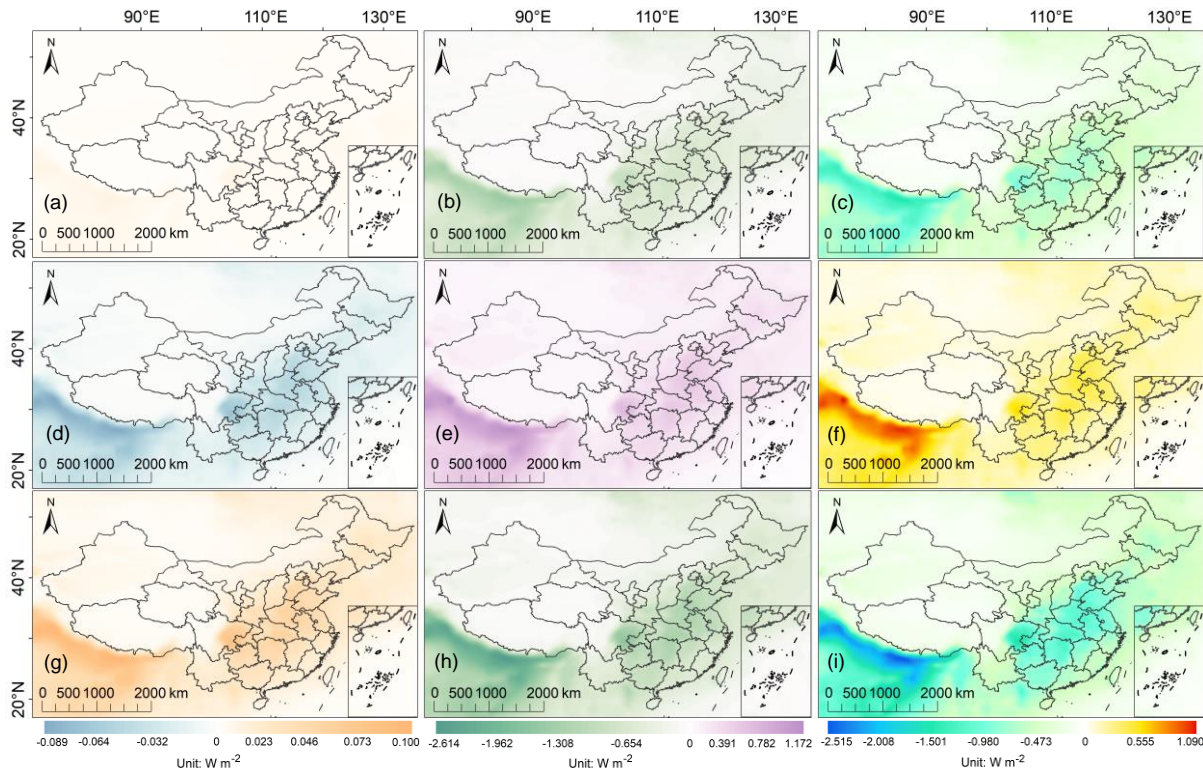 90°E 110°E 130°E 90°E 110°E 130°E 90°E 110°E 130°E
N N N
40°N
(a) (b) (c)
0 500 1000 2000 km 0 500 1000 2000 km 0 500 1000 2000 km
20°N
N N N
40°N
(d) (e) (f)
0 500 1000 2000 km 0 500 1000 2000 km 0 500 1000 2000 km
20°N
N N N
40°N
(g) (h) (i)
0 500 1000 2000 km 0 500 1000 2000 km 0 500 1000 2000 km
20°N
-0.089 -0.064 -0.032 0 0.023 0.046 0.073 0.100 -2.614 -1.962 -1.308 -0.654 0 0.391 0.782 1.172 -2.515 -2.008 -1.501 -0.980 -0.473 0 0.555 1.090
Unit: W m⁻² Unit: W m⁻² Unit: W m⁻²